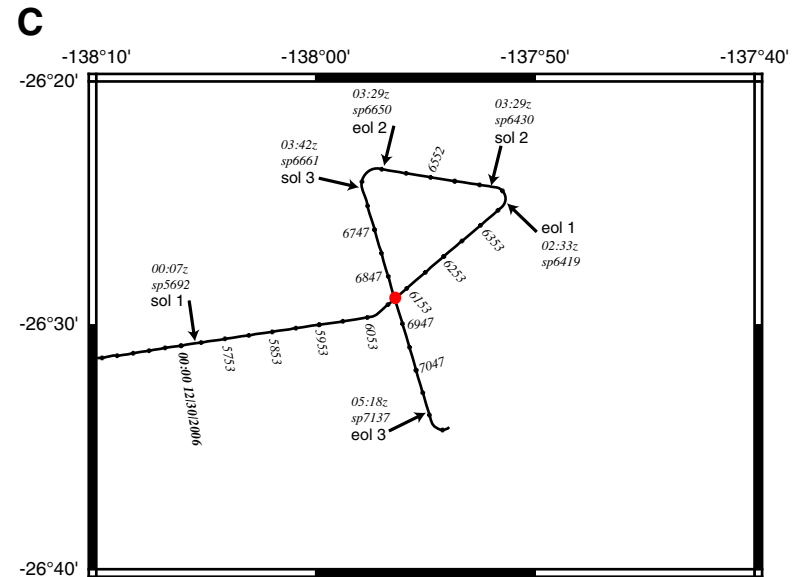 C
-138°10'
-138°00'
-137°50'
-137°40'
-26°20'
03:29z
sp6650
eol 2
03:29z
sp6430
sol 2
03:42z
sp6661
sol 3
6552
eol 1
02:33z
sp6419
6747
6353
6253
6847
6153
00:07z
sp5692
sol 1
-26°30'
6947
6053
5953
5853
5753
00:00 12/30/2006
7047
05:18z
sp7137
eol 3
-26°40'